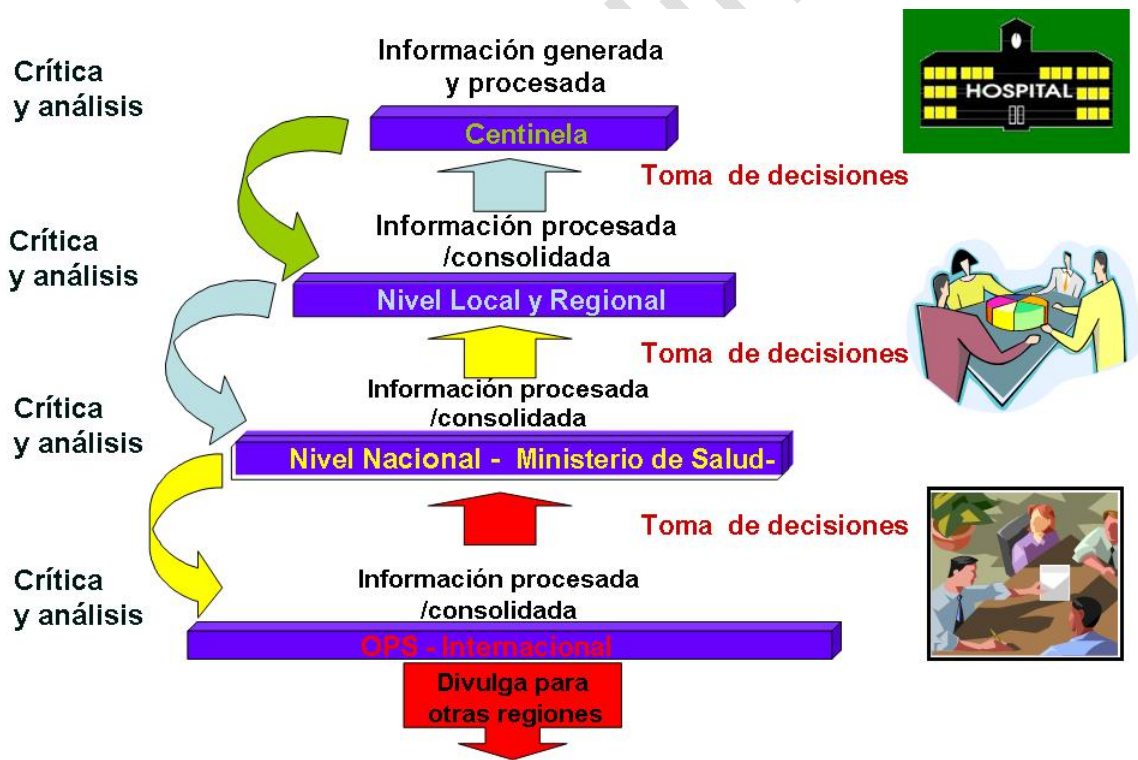 Información generada
y procesada
Crítica
y análisis
HOSPITAL
Centinela
Toma de decisiones
Información procesada
/consolidada
Crítica
y análisis
Nivel Local y Regional
Toma de decisiones
Información procesada
/consolidada
Crítica
y análisis
Nivel Nacional - Ministerio de Salud-
Toma de decisiones
Información procesada
/consolidada
Crítica
y análisis
OPS - Internacional
Divulga para
otras regiones